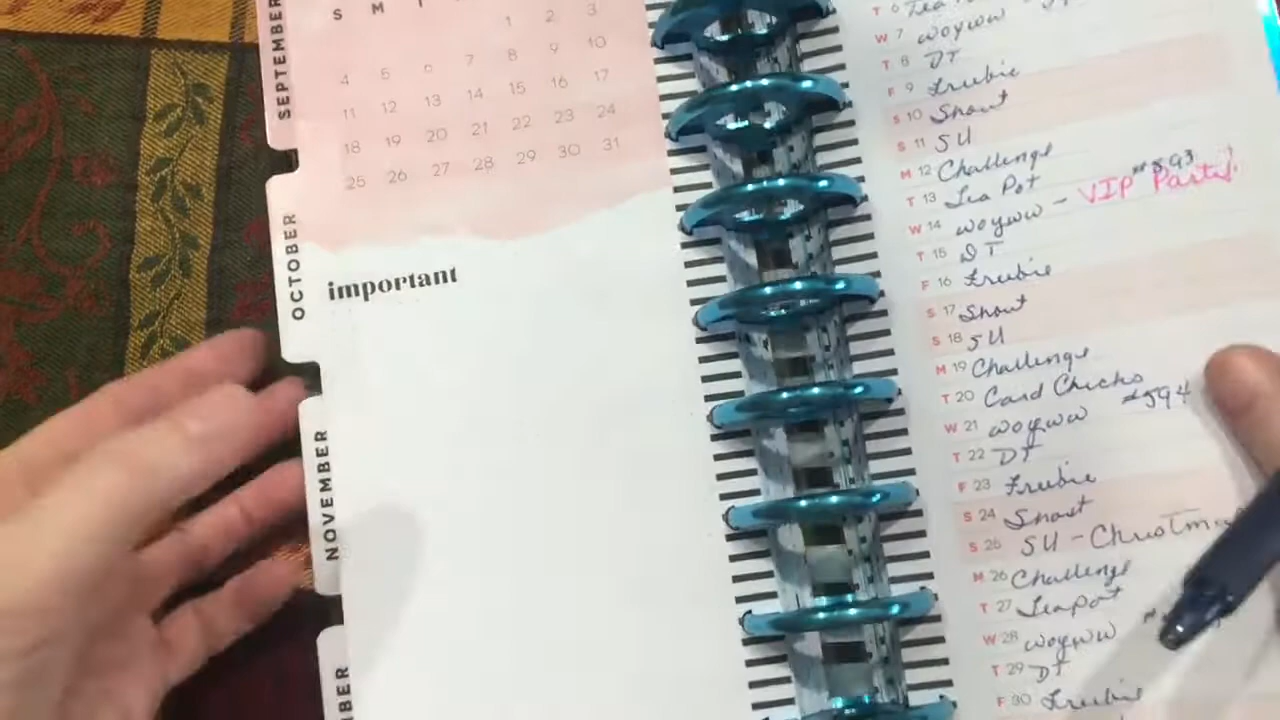 SEPTEMBER
OCTOBER
NOVEMBER
BER
S M
1 2 3
4 5 6 7 8 9 10
11 12 13 14 15 16 17
18 19 20 21 22 23 24
25 26 27 28 29 30 31
important
T 6 Tea
W 7 woyww
T 8 DT
F 9 Freebie
S 10 Shout
S 11 SU
M 12 Challenge
T 13 Tea Pot #593
W 14 woyww - VIP Party!
T 15 DT
F 16 Freebie
S 17 Shout
S 18 SU
M 19 Challenge
T 20 Card Chicks
W 21 woyww #594
T 22 DT
F 23 Freebie
S 24 Shout
S 25 SU - Christma
M 26 Challenge
T 27 Teapot
W 28 woyww
T 29 DT
F 30 Freebie